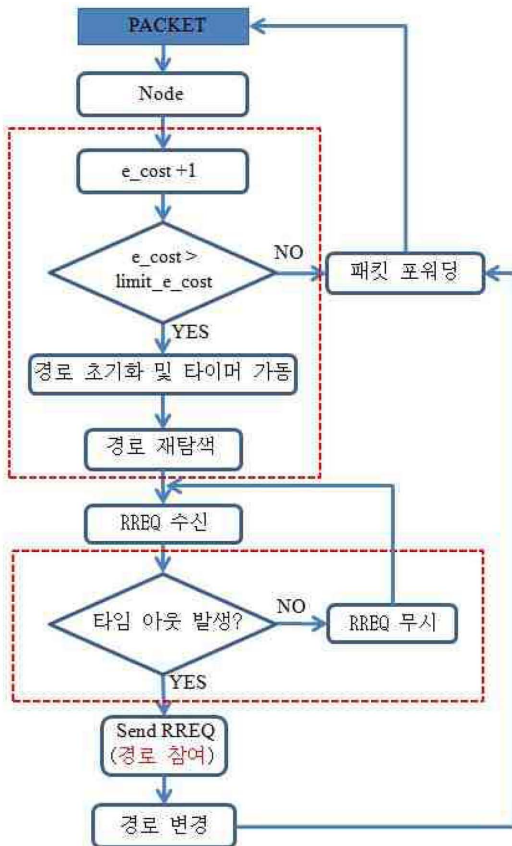 PACKET
Node
e_cost +1
e_cost >
limit_e_cost
NO
패킷 포워딩
YES
경로 초기화 및 타이머 가동
경로 재탐색
RREQ 수신
타임 아웃 발생?
NO
RREQ 무시
YES
Send RREQ
(경로 참여)
경로 변경